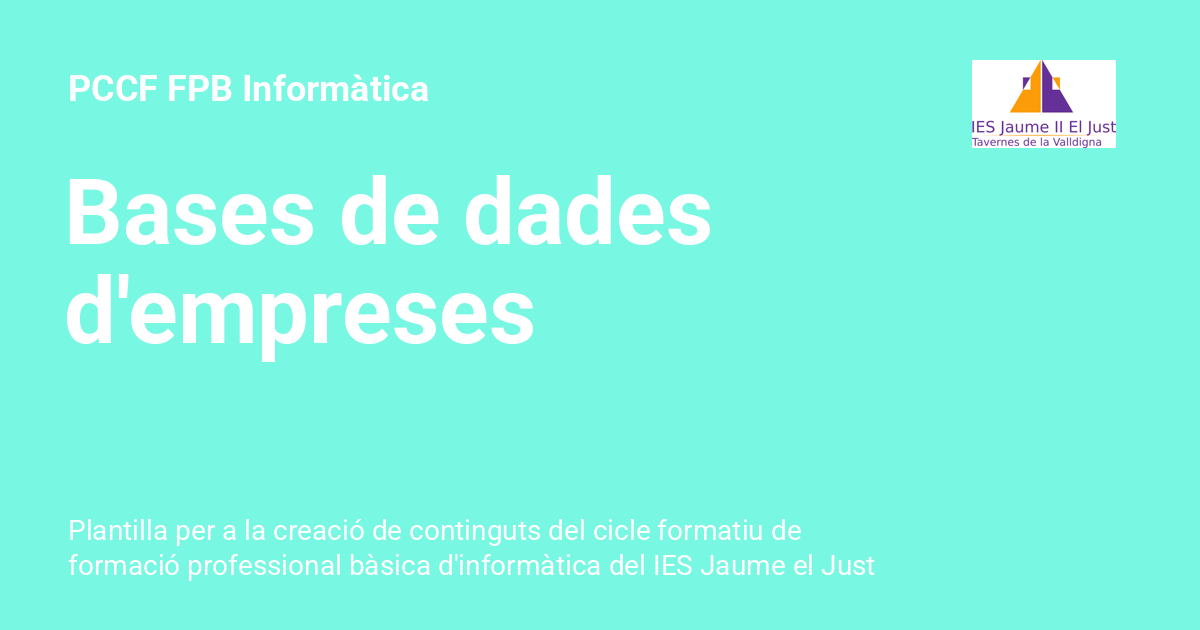 PCCF FPB Informàtica
IES Jaume II El Just
Tavernes de la Valldigna
Bases de dades
d'empreses
Plantilla per a la creació de continguts del cicle formatiu de
formació professional bàsica d'informàtica del IES Jaume el Just